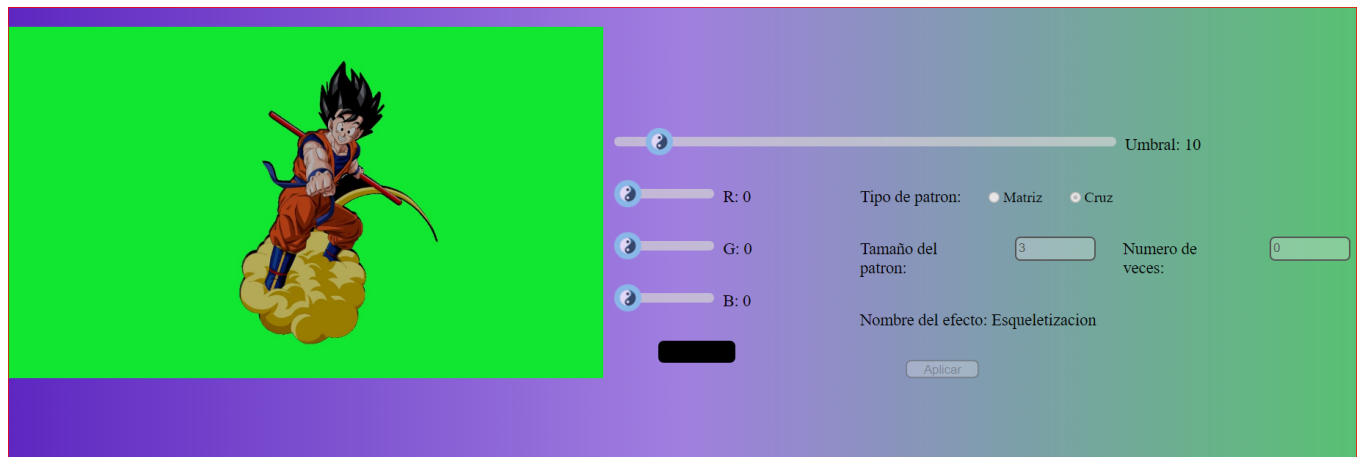 Umbral: 10
R: 0
Tipo de patron: Matriz Cruz
G: 0
Tamaño del
patron:
3
Numero de
veces:
0
B: 0
Nombre del efecto: Esqueletizacion
Aplicar